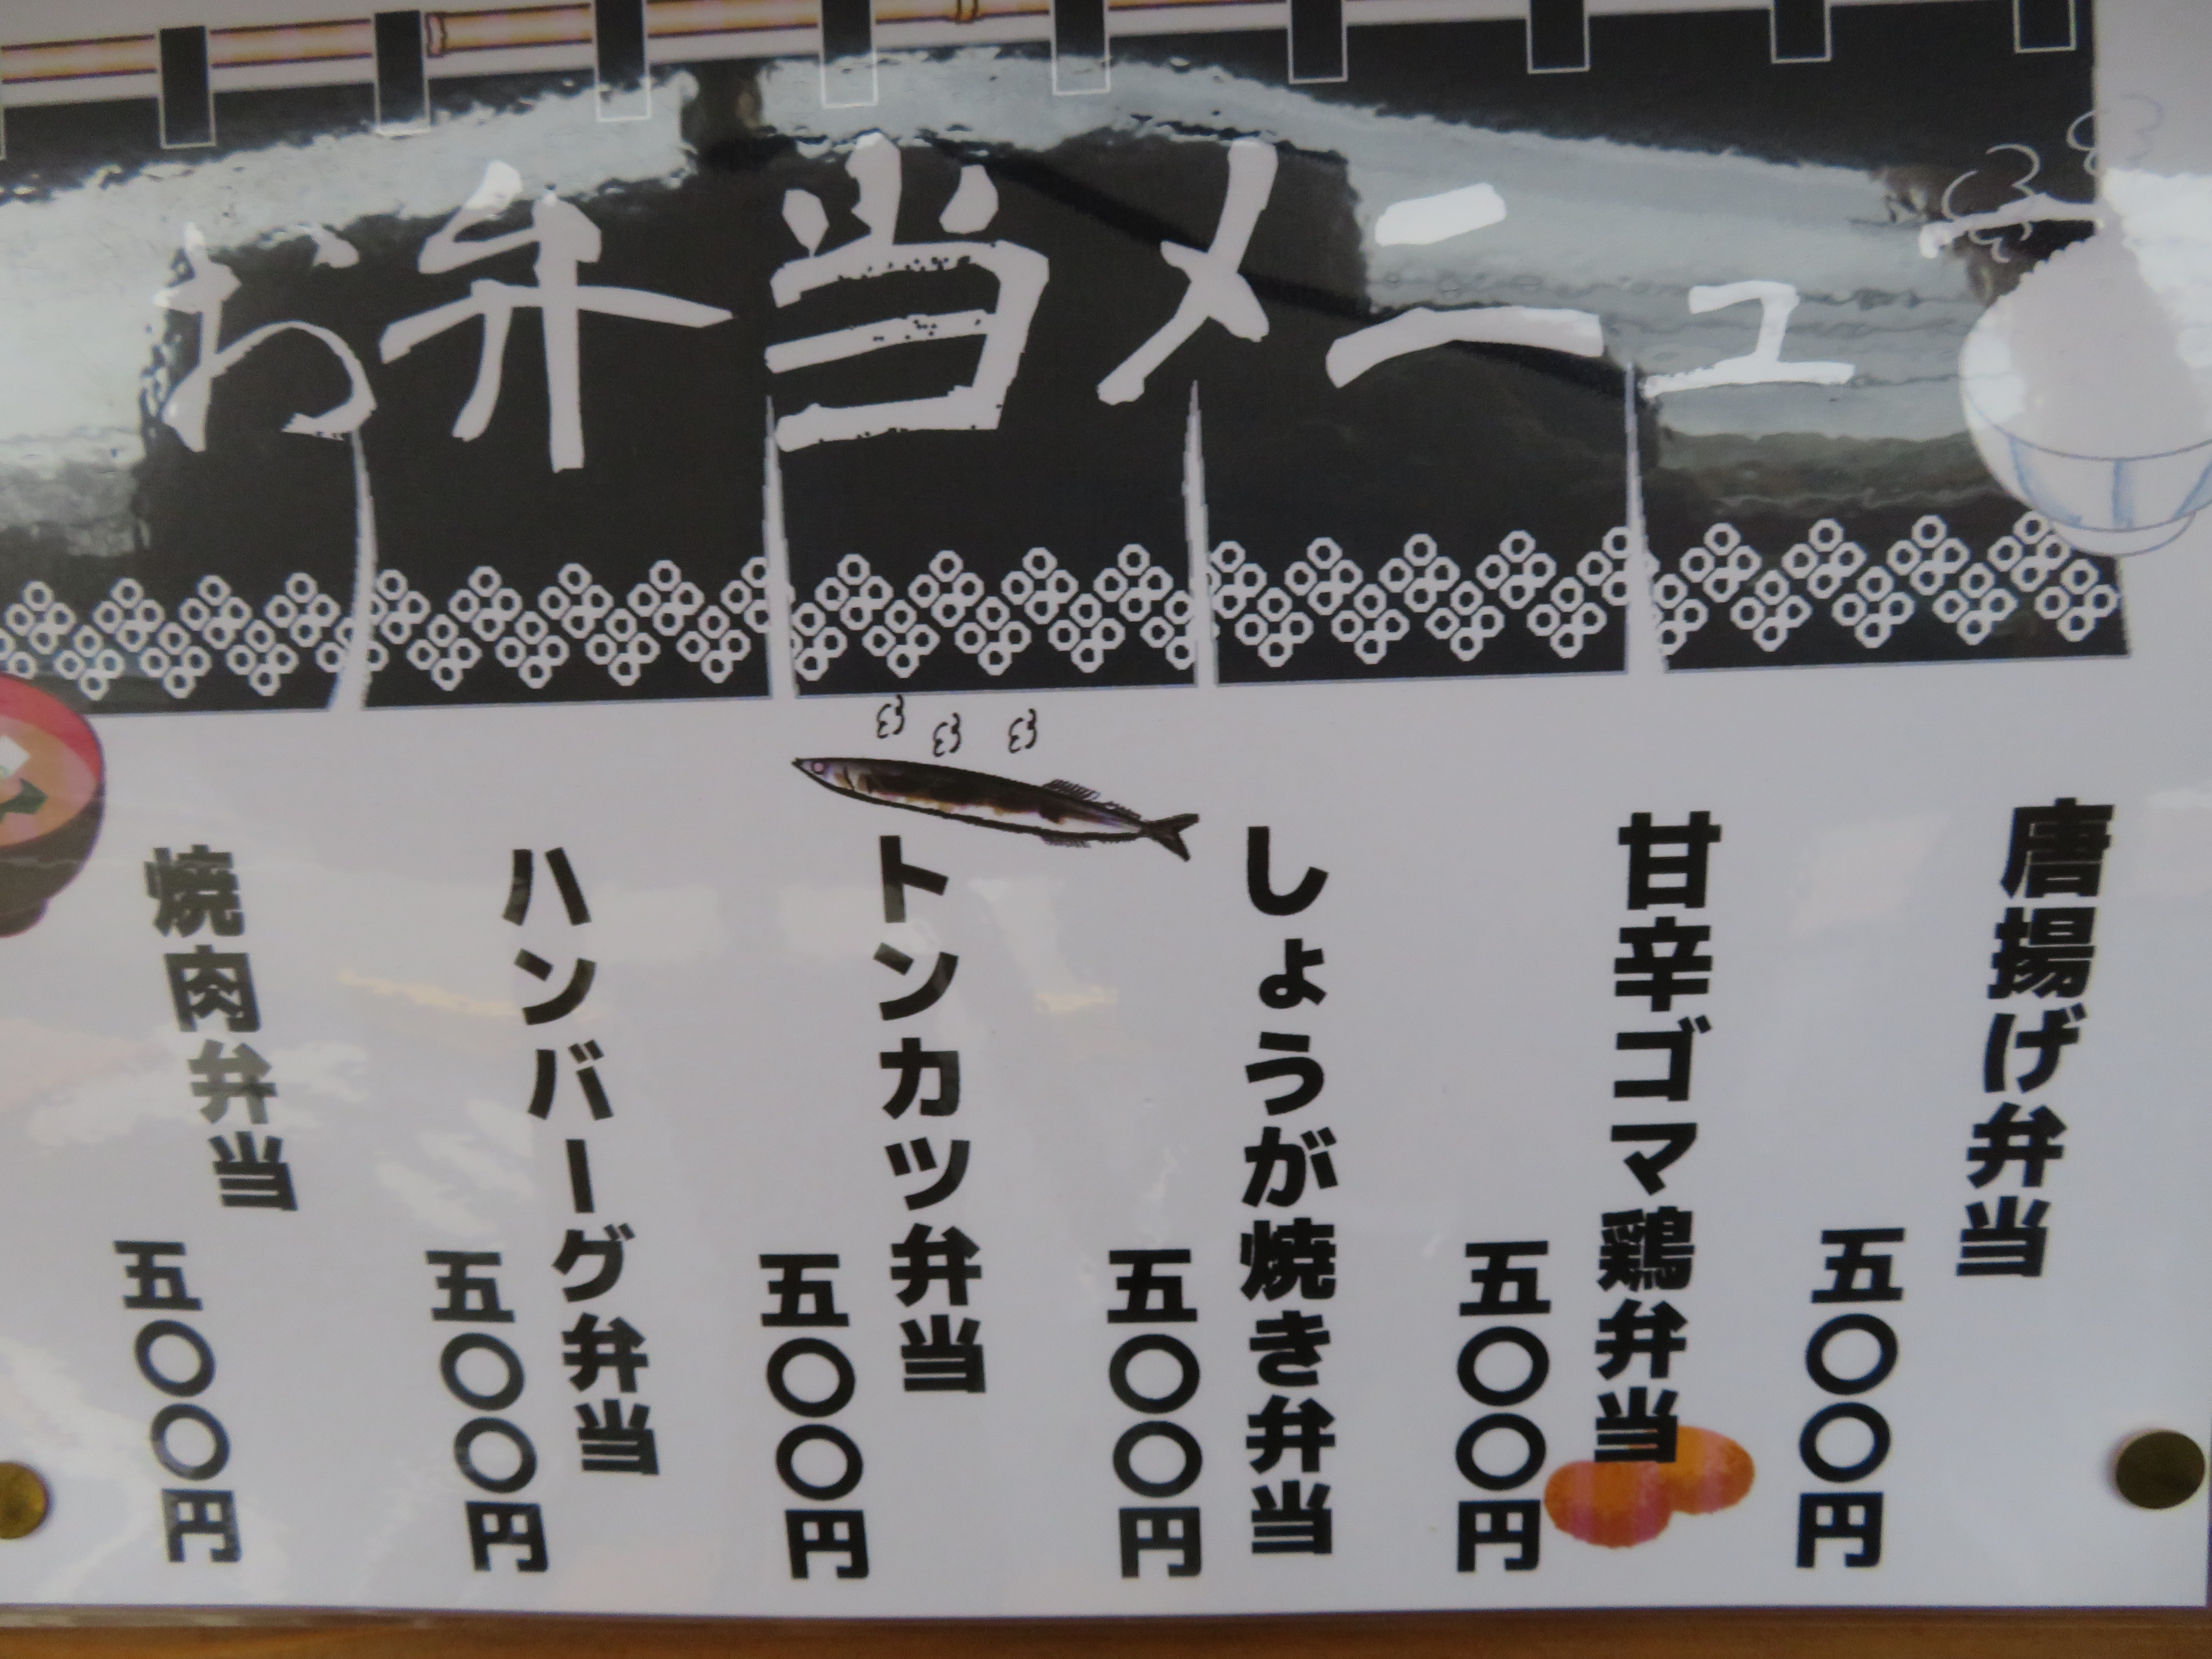 お弁当メニュー
唐揚げ弁当
五〇〇円
甘辛ゴマ鶏弁当
五〇〇円
しょうが焼き弁当
五〇〇円
トンカツ弁当
五〇〇円
ハンバーグ弁当
五〇〇円
焼肉弁当
五〇〇円